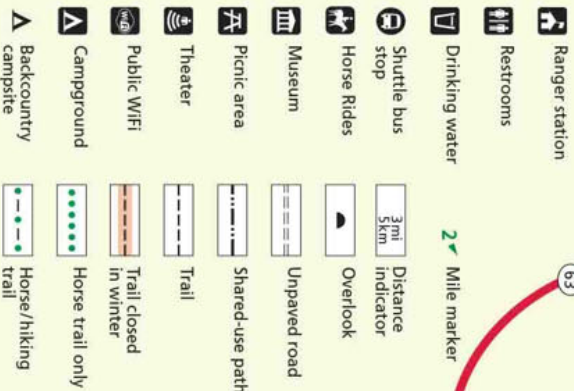 Ranger station
Restrooms
Drinking water
Shuttle bus
stop
Horse Rides
Museum
Picnic area
Theater
Wi Fi
Public WiFi
Campground
Backcountry
campsite
63
2
Mile marker
3mi
5km
Distance
indicator
Overlook
Unpaved road
Shared-use path
Trail
Trail closed
in winter
Horse trail only
Horse/hiking
trail